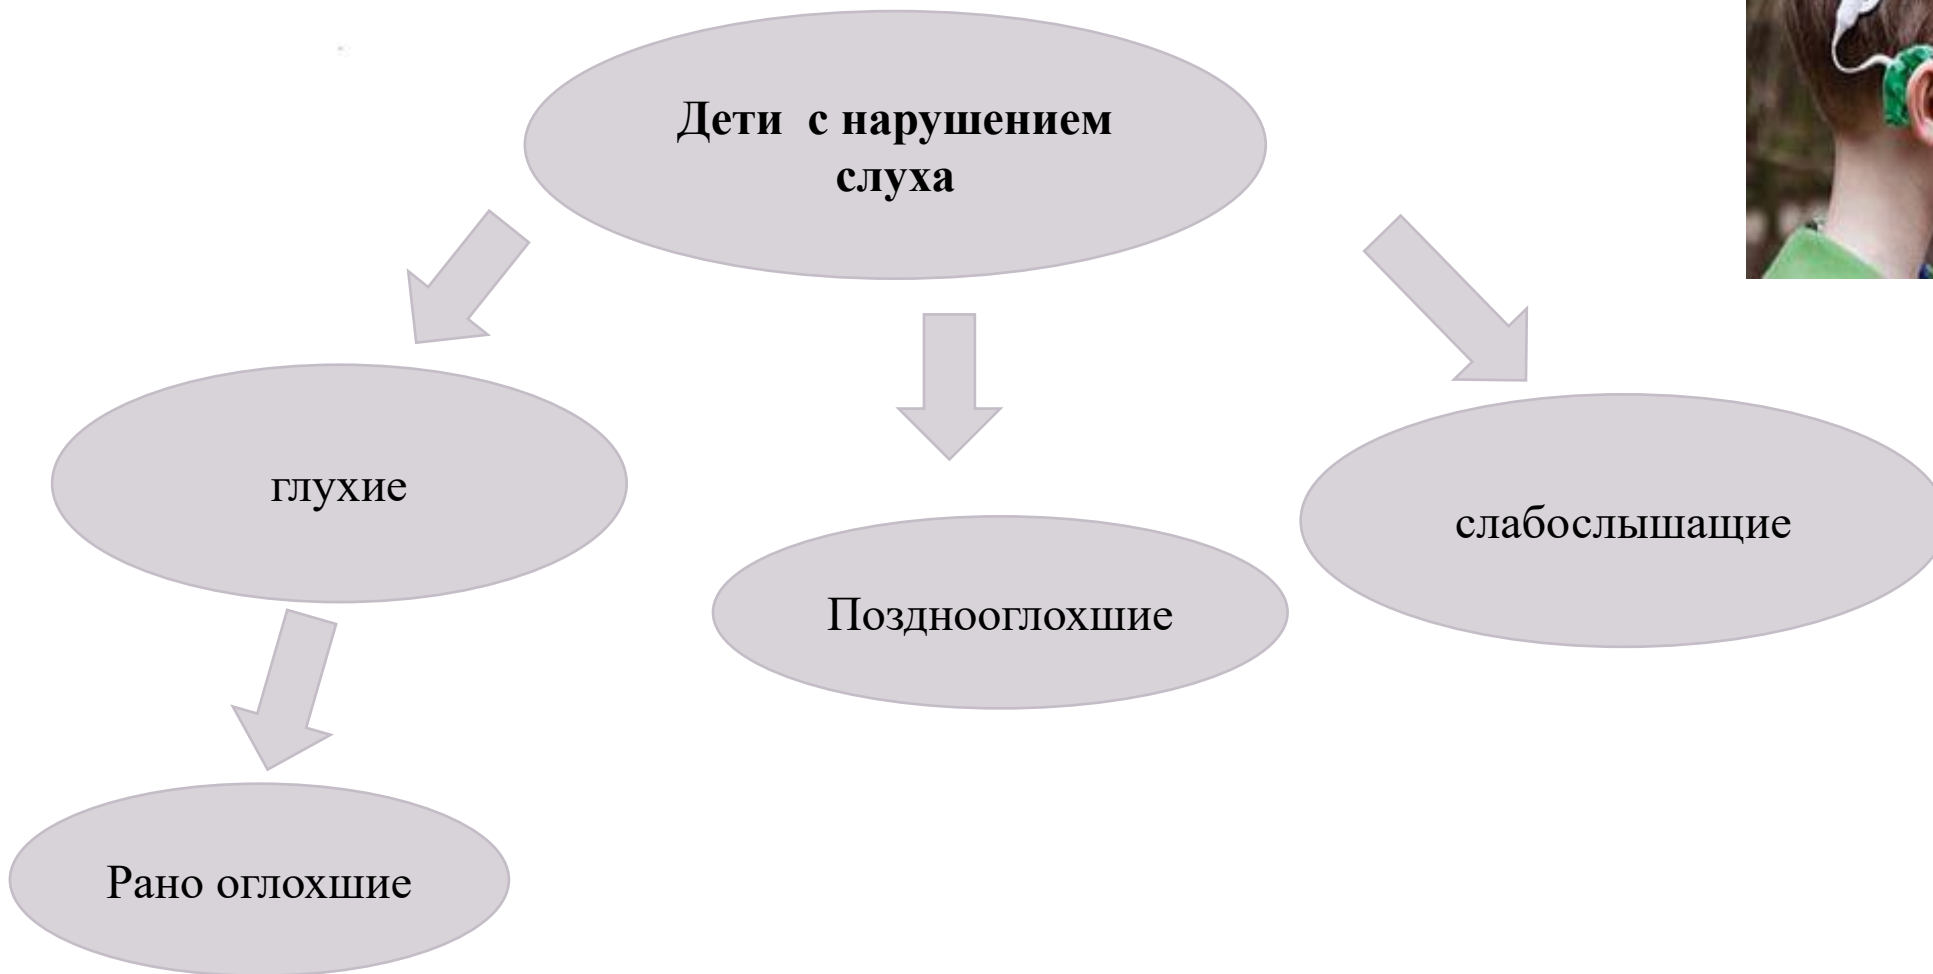 Дети с нарушением
слуха
глухие
слабослышащие
Позднооглохшие
Рано оглохшие